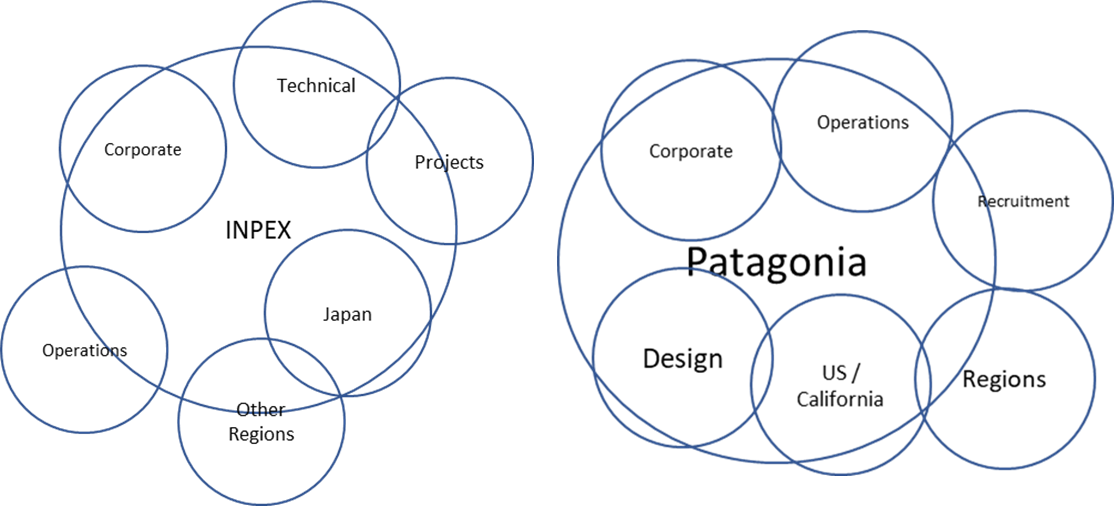 Technical
Corporate
Projects
INPEX
Japan
Operations
Other
Regions
Operations
Corporate
Recruitment
Patagonia
Design
US /
California
Regions